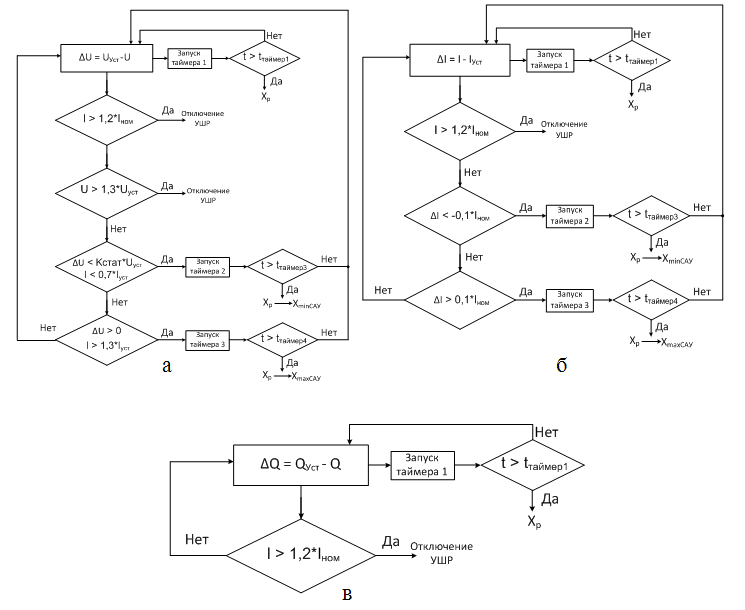 Нет
ΔU = Uуст -U
Запуск
таймера 1
t > tтаймер1
Да
Xр
I > 1,2*Iном
Да
Отключение
УШР
Нет
U > 1,3*Uуст
Да
Отключение
УШР
Нет
ΔU < Kстат*Uуст
I < 0,7*Iуст
Да
Запуск
таймера 2
t > tтаймер3
Нет
Да
Xр
XminСАУ
Нет
ΔU > 0
I > 1,3*Iуст
Нет
Да
Запуск
таймера 3
t > tтаймер4
Нет
Да
Xр
XmaxСАУ
а
Нет
ΔI = I - Iуст
Запуск
таймера 1
t > tтаймер1
Да
Xр
I > 1,2*Iном
Да
Отключение
УШР
Нет
ΔI < -0,1*Iном
Да
Запуск
таймера 2
t > tтаймер3
Нет
Да
Xр
XminСАУ
Нет
ΔI > 0,1*Iном
Нет
Да
Запуск
таймера 3
t > tтаймер4
Нет
Да
Xр
XmaxСАУ
б
Нет
ΔQ = QУст - Q
Запуск
таймера 1
t > tтаймер1
Да
Xр
Нет
I > 1,2*Iном
Да
Отключение
УШР
в